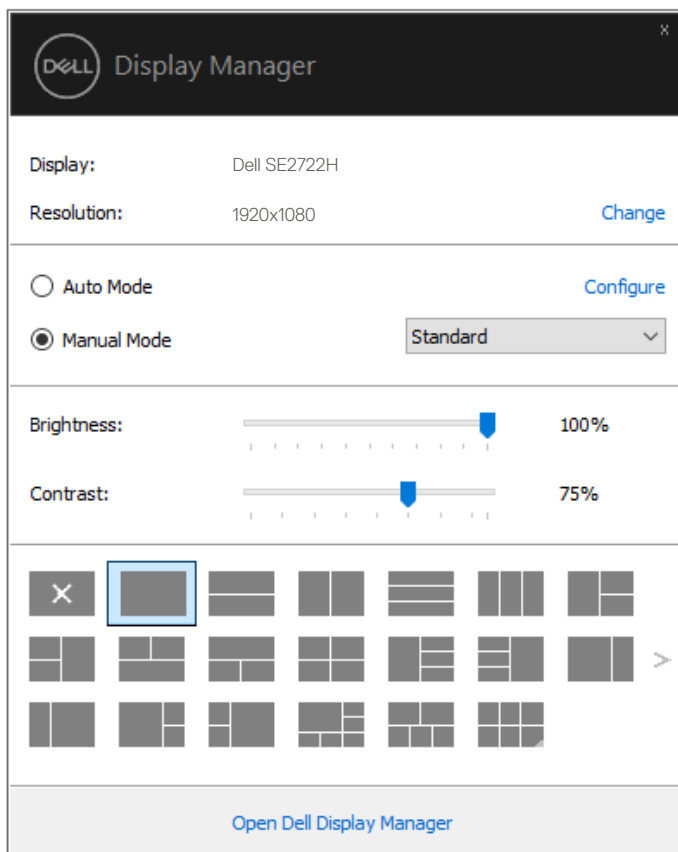 x
DELL Display Manager
Display: Dell SE2722H
Resolution: 1920x1080 Change
Auto Mode Configure
Manual Mode Standard
Brightness: 100%
Contrast: 75%
Open Dell Display Manager